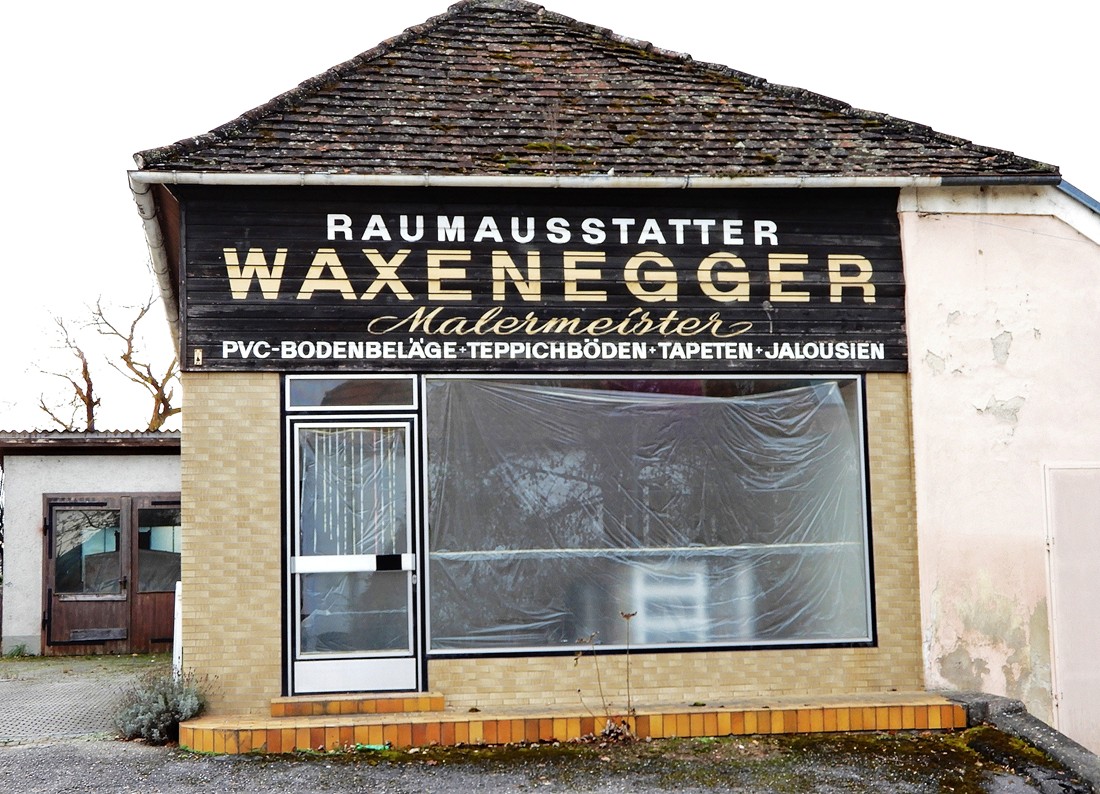 RAUMAUSSTATTER
WAXENEGGER
Malermeister
PVC-BODENBELÄGE+TEPPICHBÖDEN+TAPETEN+JALOUSIEN